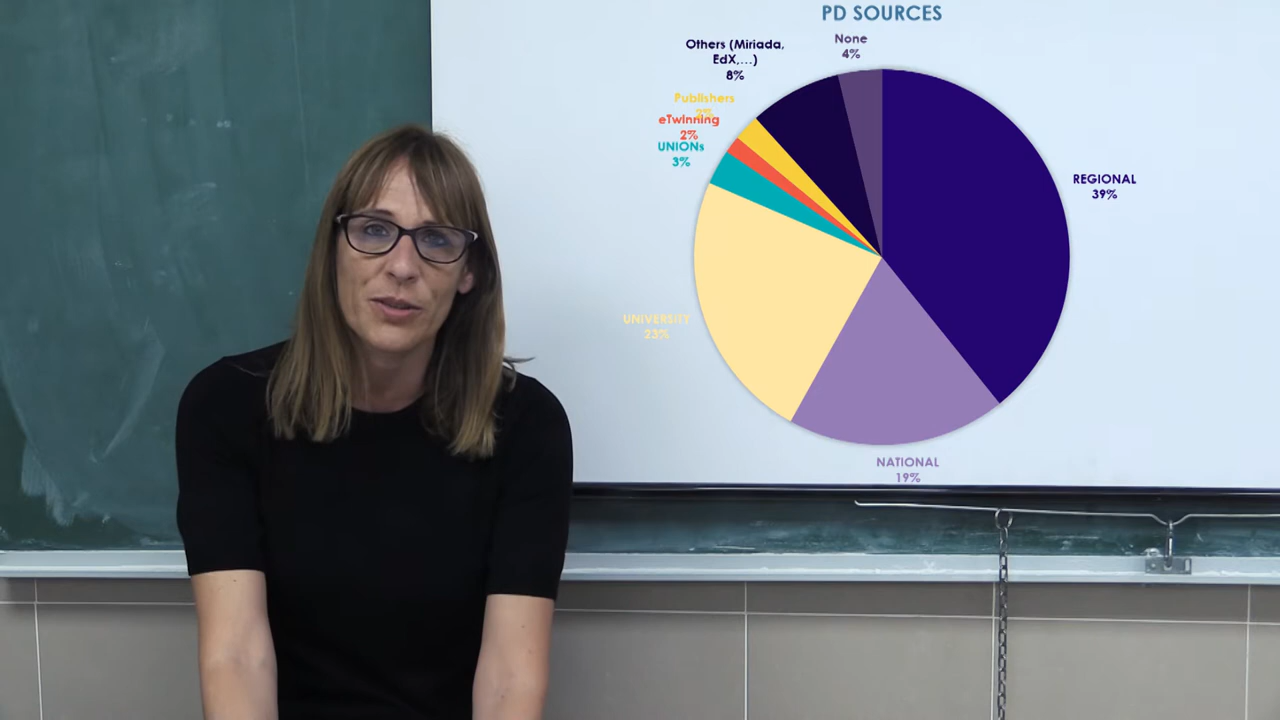 PD SOURCES
None
4%
Others (Miriada,
EdX,...)
8%
Publishers
2%
eTwinning
2%
UNIONs
3%
REGIONAL
39%
UNIVERSITY
23%
NATIONAL
19%